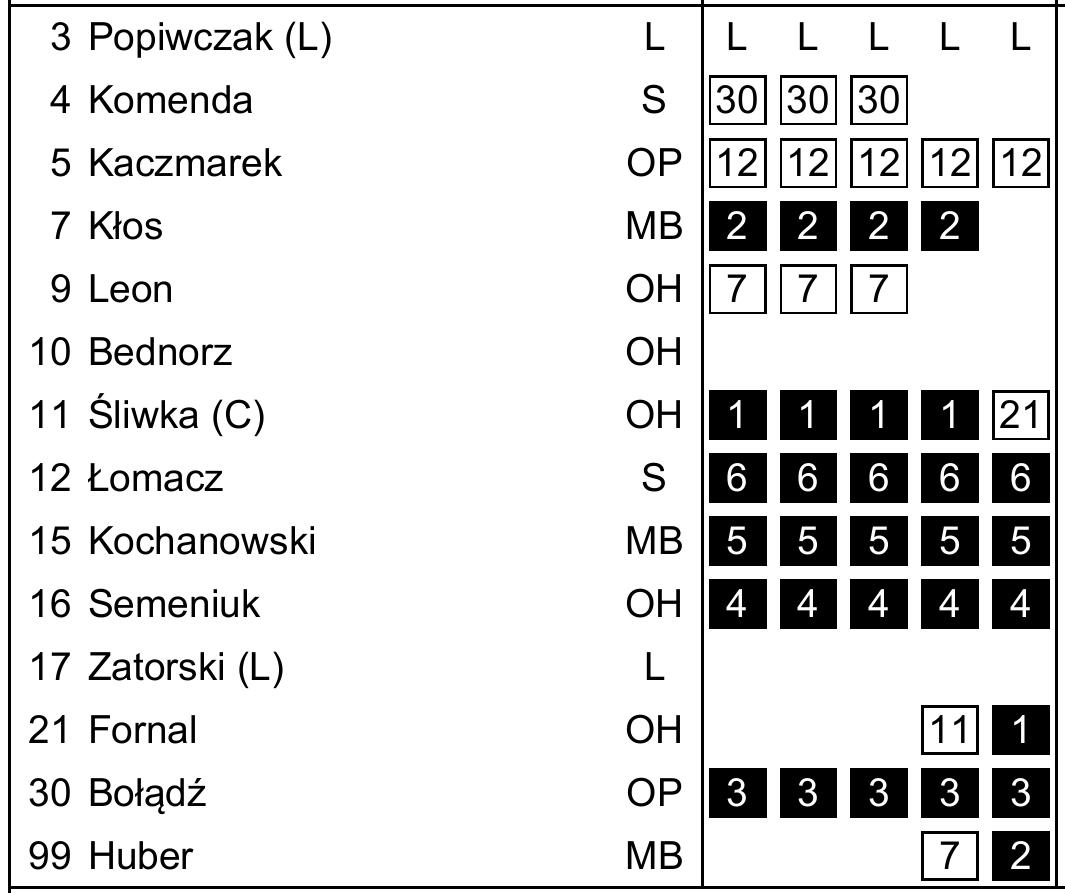 3 Popiwczak (L) L L L L L L
4 Komenda S 30 30 30
5 Kaczmarek OP 12 12 12 12 12
7 Kłos MB 2 2 2 2
9 Leon OH 7 7 7
10 Bednorz OH
11 Śliwka (C) OH 1 1 1 1 21
12 Łomacz S 6 6 6 6 6
15 Kochanowski MB 5 5 5 5 5
16 Semeniuk OH 4 4 4 4 4
17 Zatorski (L) L
21 Fornal OH 11 1
30 Bołądź OP 3 3 3 3 3
99 Huber MB 7 2